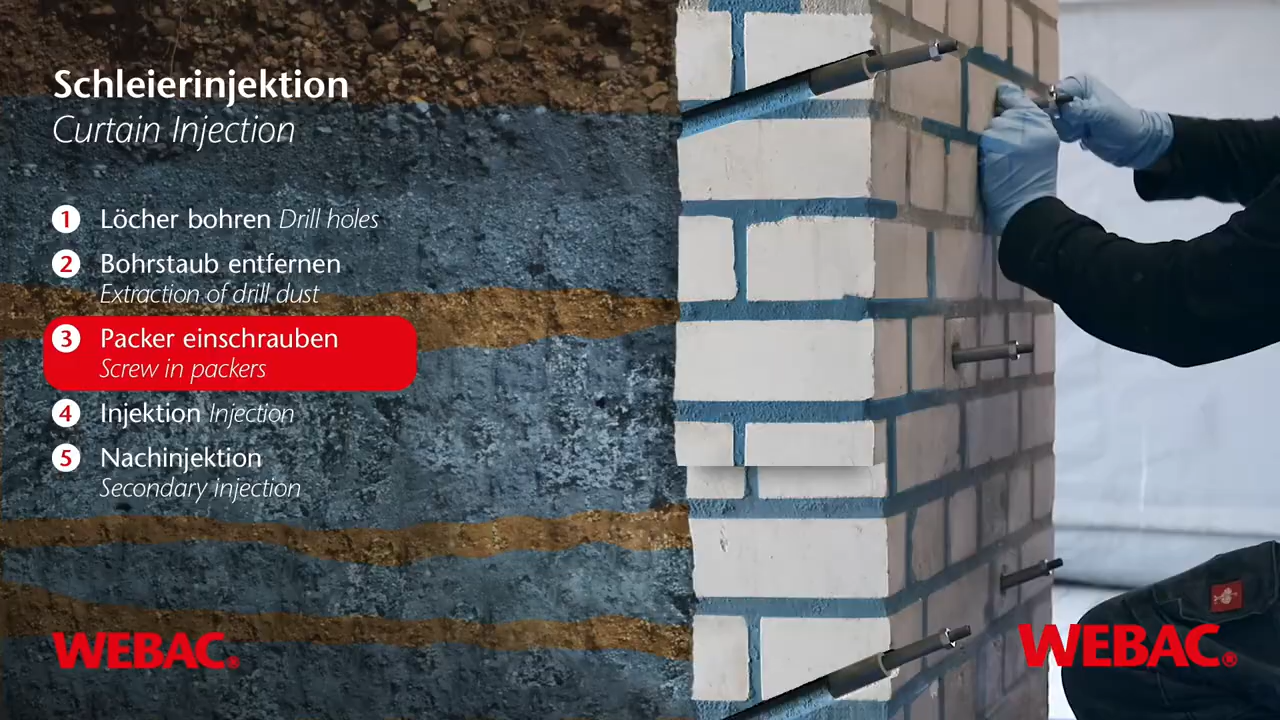 Schleierinjektion
Curtain Injection
1 Löcher bohren Drill holes
2 Bohrstaub entfernen
Extraction of drill dust
3 Packer einschrauben
Screw in packers
4 Injektion Injection
5 Nachinjektion
Secondary injection
WEBAC®
WEBAC®